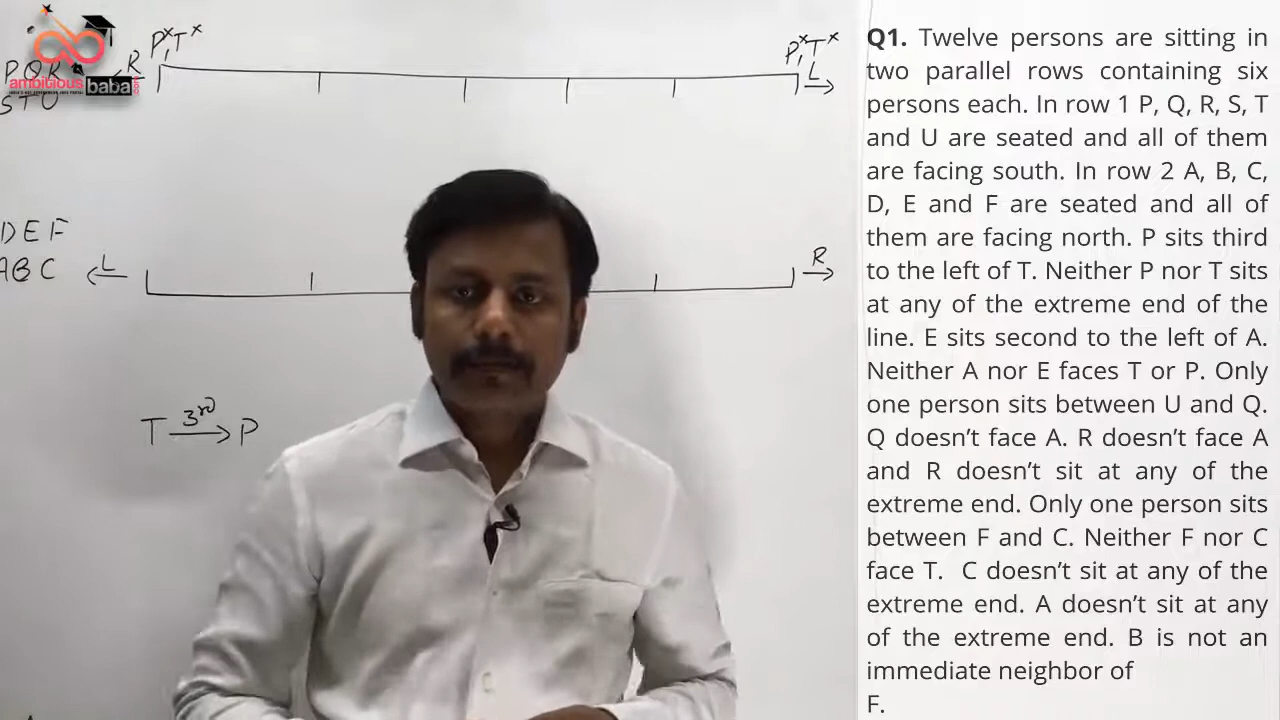 P,ˣTˣ
P,ˣTˣ
R
L
PQR
STU
ambitiousbaba.com
DEF
ABC
L
R
T 3rd P
Q1. Twelve persons are sitting in
two parallel rows containing six
persons each. In row 1 P, Q, R, S, T
and U are seated and all of them
are facing south. In row 2 A, B, C,
D, E and F are seated and all of
them are facing north. P sits third
to the left of T. Neither P nor T sits
at any of the extreme end of the
line. E sits second to the left of A.
Neither A nor E faces T or P. Only
one person sits between U and Q.
Q doesn’t face A. R doesn’t face A
and R doesn’t sit at any of the
extreme end. Only one person sits
between F and C. Neither F nor C
face T. C doesn’t sit at any of the
extreme end. A doesn’t sit at any
of the extreme end. B is not an
immediate neighbor of
F.